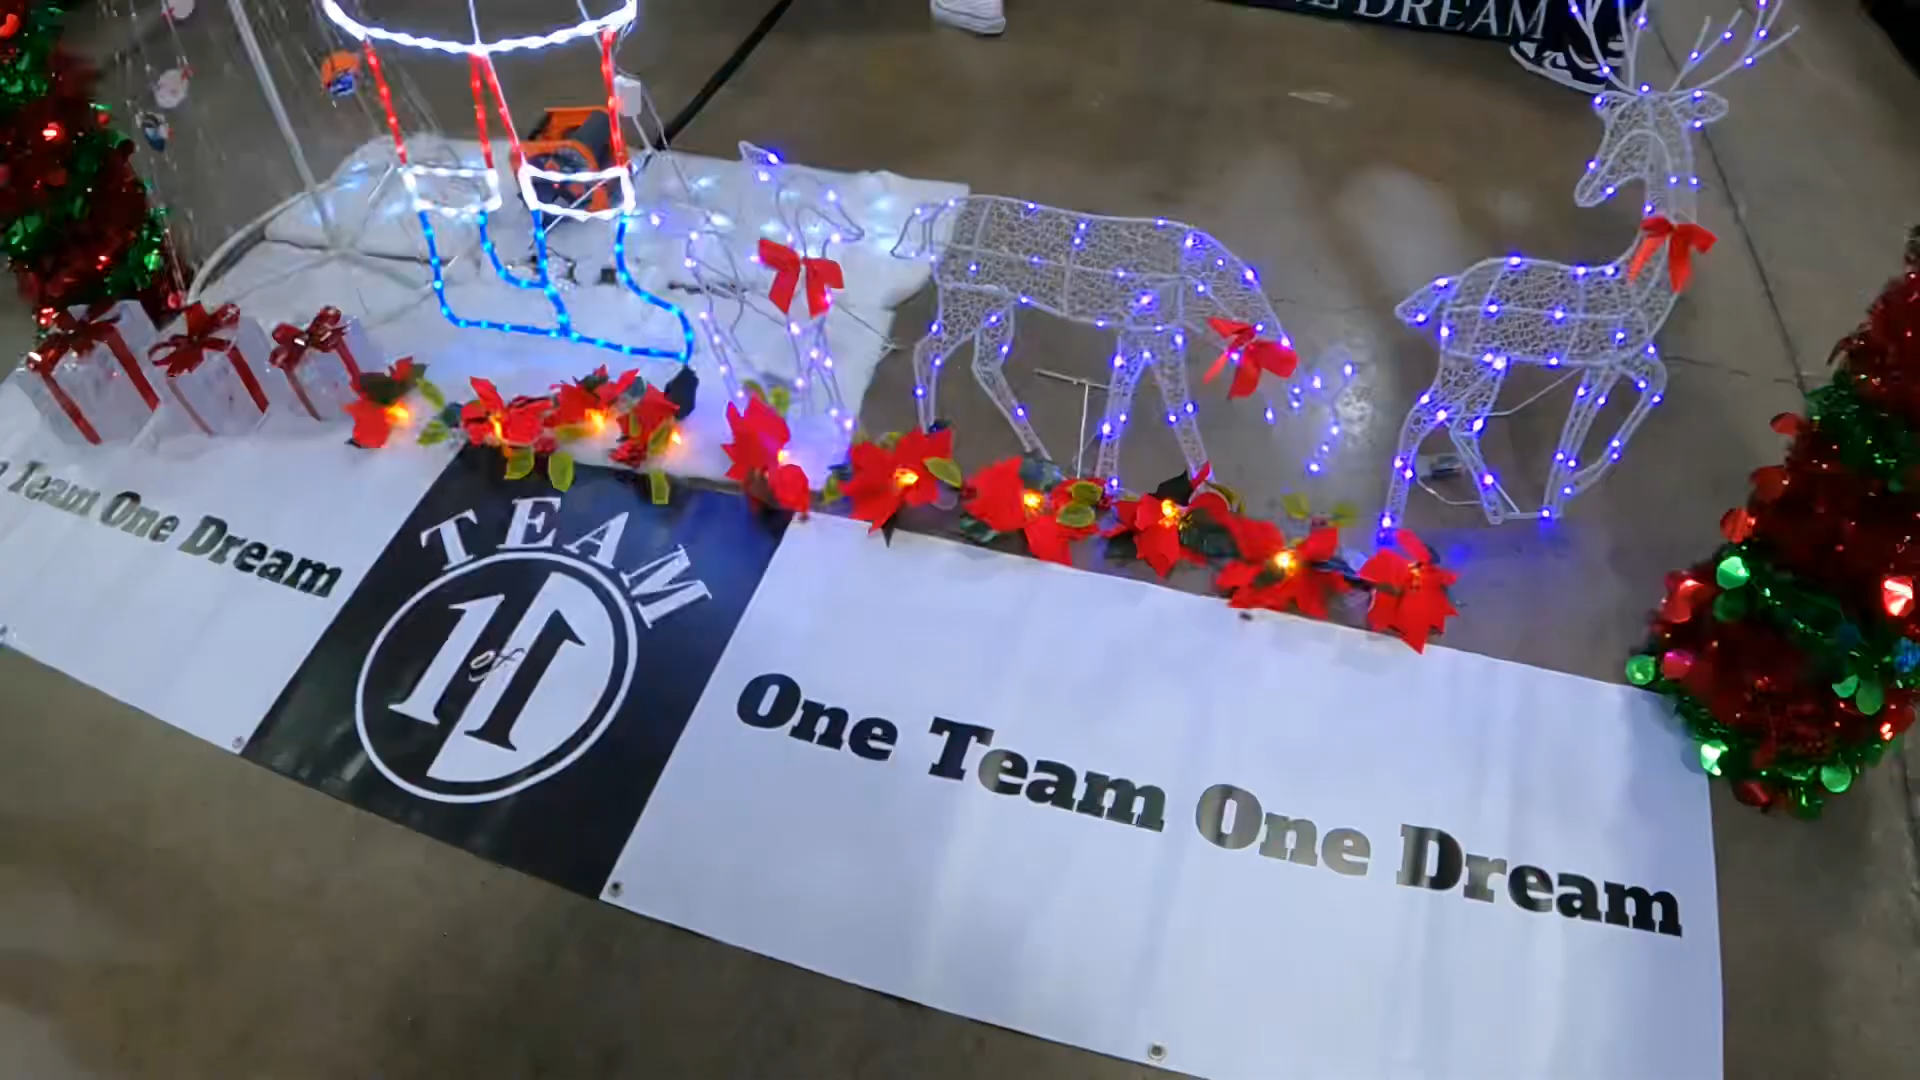 DREAM
Team One Dream
TEAM
1 of 1
One Team One Dream